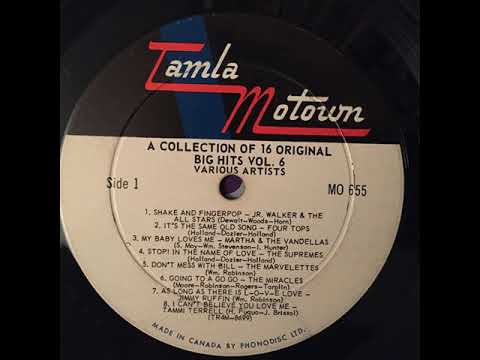 Tamla
Motown
A COLLECTION OF 16 ORIGINAL
BIG HITS VOL. 6
VARIOUS ARTISTS
Side 1
MO 655
1. SHAKE AND FINGERPOP – JR. WALKER & THE
ALL STARS (Dewalt-Woods-Horn)
2. IT'S THE SAME OLD SONG – FOUR TOPS
(Holland-Dozier-Holland)
3. MY BABY LOVES ME – MARTHA & THE VANDELLAS
(S. Moy-Wm. Stevenson-I. Hunter)
4. STOP! IN THE NAME OF LOVE – THE SUPREMES
(Holland-Dozier-Holland)
5. DON'T MESS WITH BILL – THE MARVELETTES
(Wm. Robinson)
6. GOING TO A GO GO – THE MIRACLES
(Moore-Robinson-Rogers-Tamplin)
7. AS LONG AS THERE IS L-O-V-E LOVE –
JIMMY RUFFIN (Wm. Robinson)
8. I CAN'T BELIEVE YOU LOVE ME –
TAMMI TERRELL (H. Fuquo-J. Bristol)
(TR4M-8699)
MADE IN CANADA BY PHONODISC LTD.